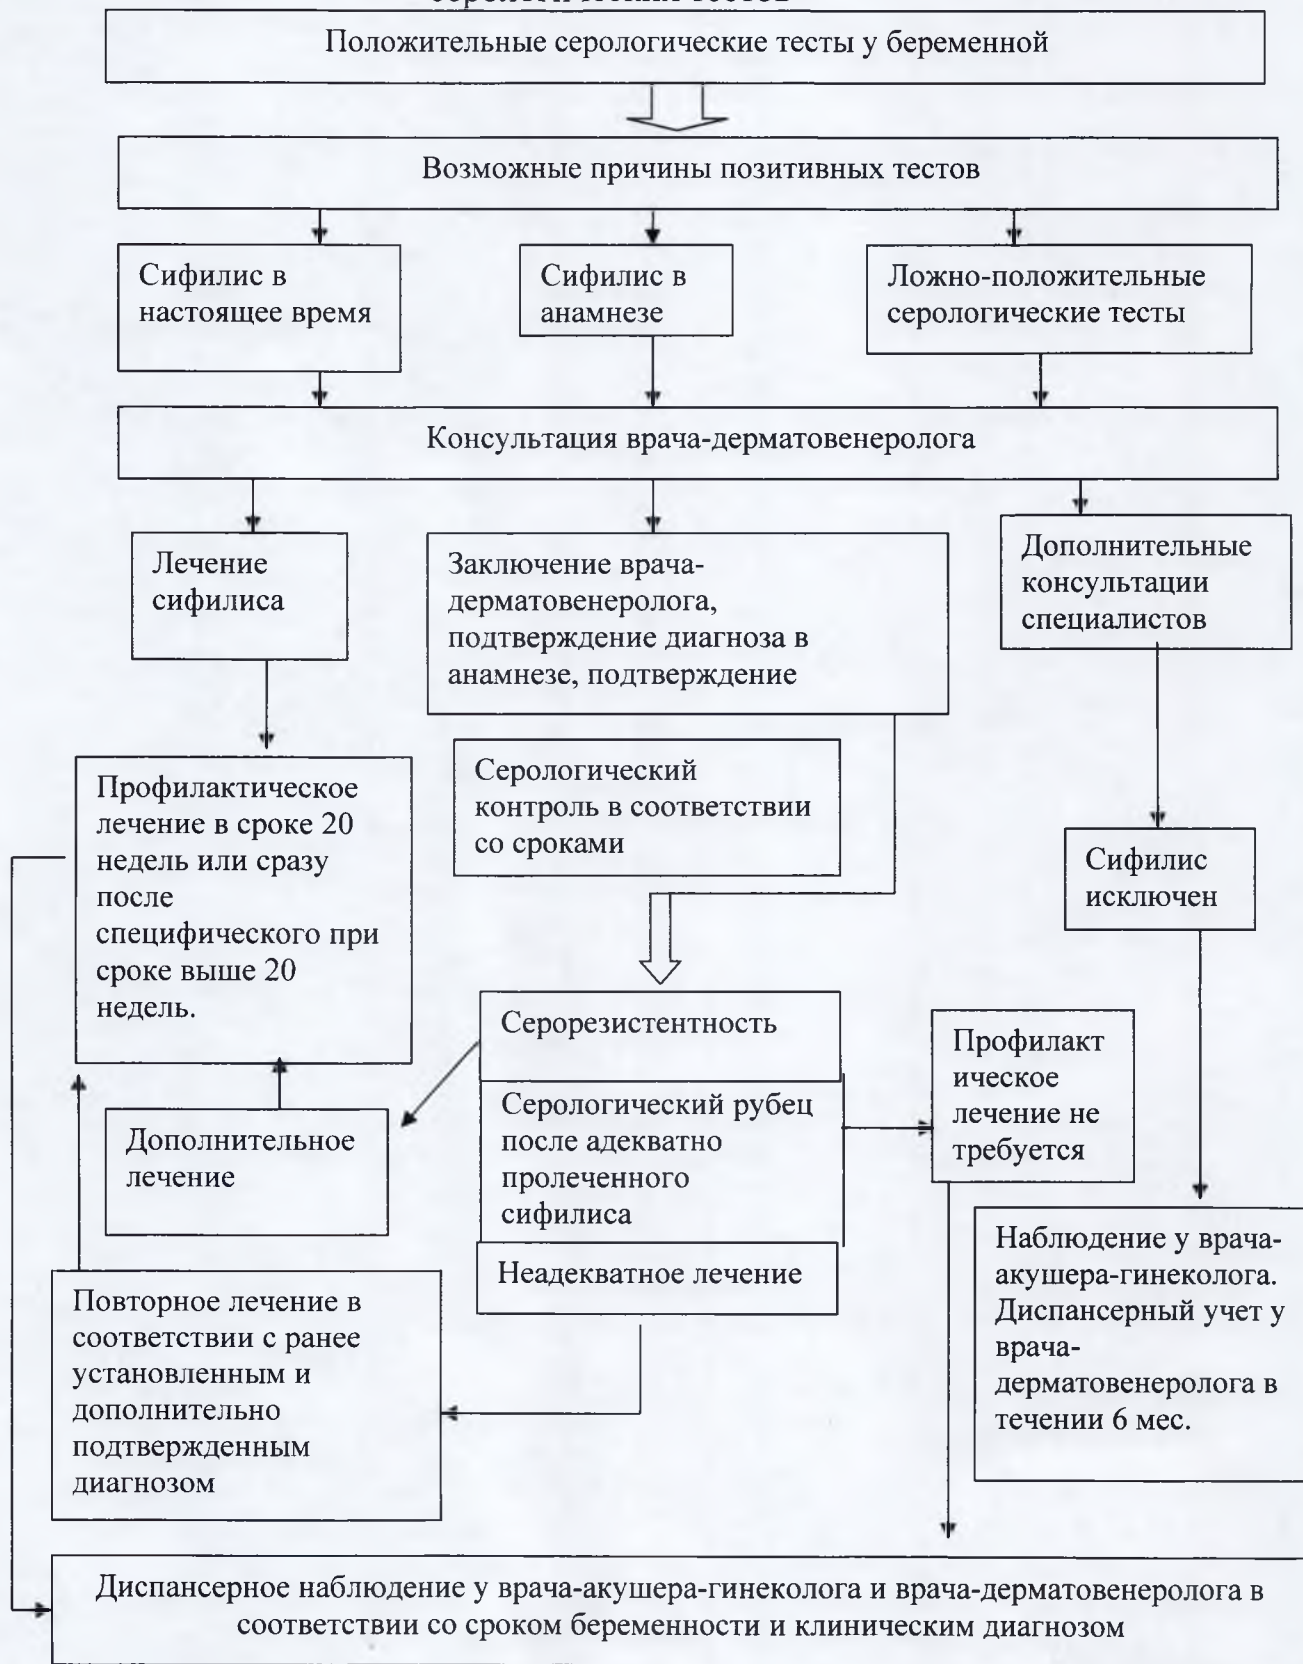 Положительные серологические тесты у беременной
Возможные причины позитивных тестов
Сифилис в
настоящее время
Сифилис в
анамнезе
Ложно-положительные
серологические тесты
Консультация врача-дерматовенеролога
Лечение
сифилиса
Заключение врача-
дерматовенеролога,
подтверждение диагноза в
анамнезе, подтверждение
Дополнительные
консультации
специалистов
Серологический
контроль в соответствии
со сроками
Профилактическое
лечение в сроке 20
недель или сразу
после
специфического при
сроке выше 20
недель.
Сифилис
исключен
Серорезистентность
Серологический рубец
после адекватно
пролеченного
сифилиса
Неадекватное лечение
Профилакт
ическое
лечение не
требуется
Дополнительное
лечение
Наблюдение у врача-
акушера-гинеколога.
Диспансерный учет у
врача-
дерматовенеролога в
течении 6 мес.
Повторное лечение в
соответствии с ранее
установленным и
дополнительно
подтвержденным
диагнозом
Диспансерное наблюдение у врача-акушера-гинеколога и врача-дерматовенеролога в
соответствии со сроком беременности и клиническим диагнозом